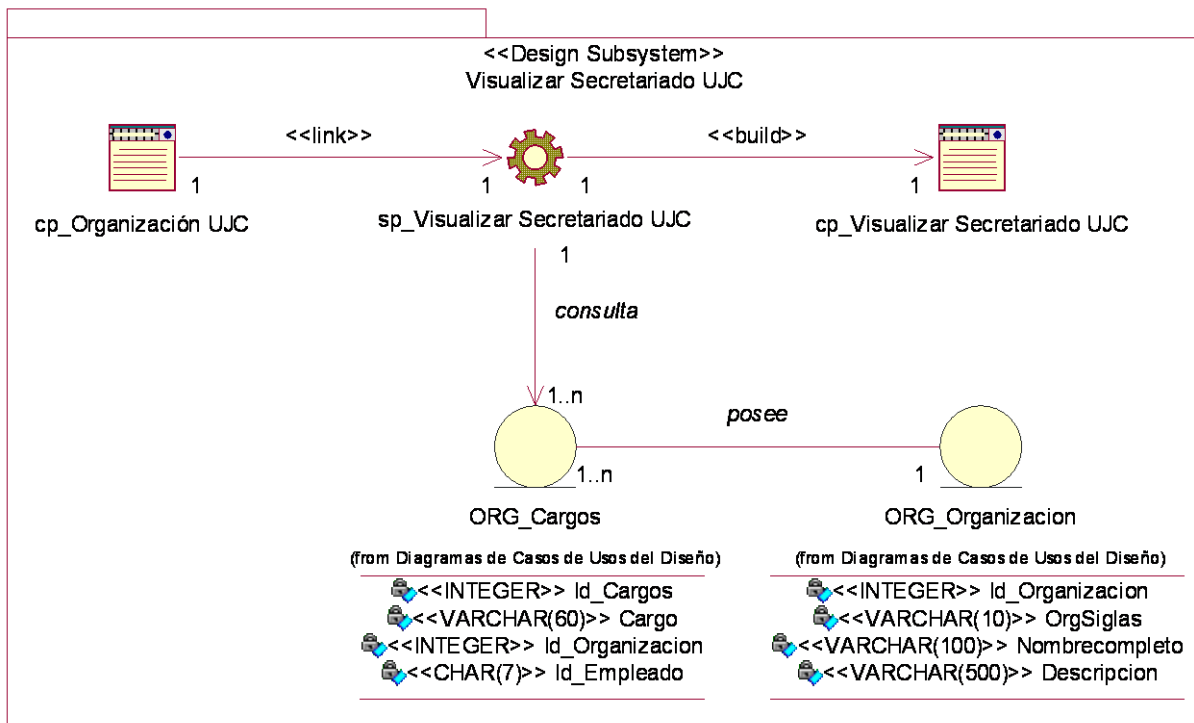 <<Design Subsystem>>
Visualizar Secretariado UJC
<<link>>
<<build>>
1
1
1
1
cp_Organización UJC
sp_Visualizar Secretariado UJC
cp_Visualizar Secretariado UJC
1
consulta
1..n
posee
1..n
1
ORG_Cargos
ORG_Organizacion
(from Diagramas de Casos de Usos del Diseño)
(from Diagramas de Casos de Usos del Diseño)
<<INTEGER>> Id_Cargos
<<VARCHAR(60)>> Cargo
<<INTEGER>> Id_Organizacion
<<CHAR(7)>> Id_Empleado
<<INTEGER>> Id_Organizacion
<<VARCHAR(10)>> OrgSiglas
<<VARCHAR(100)>> Nombrecompleto
<<VARCHAR(500)>> Descripcion